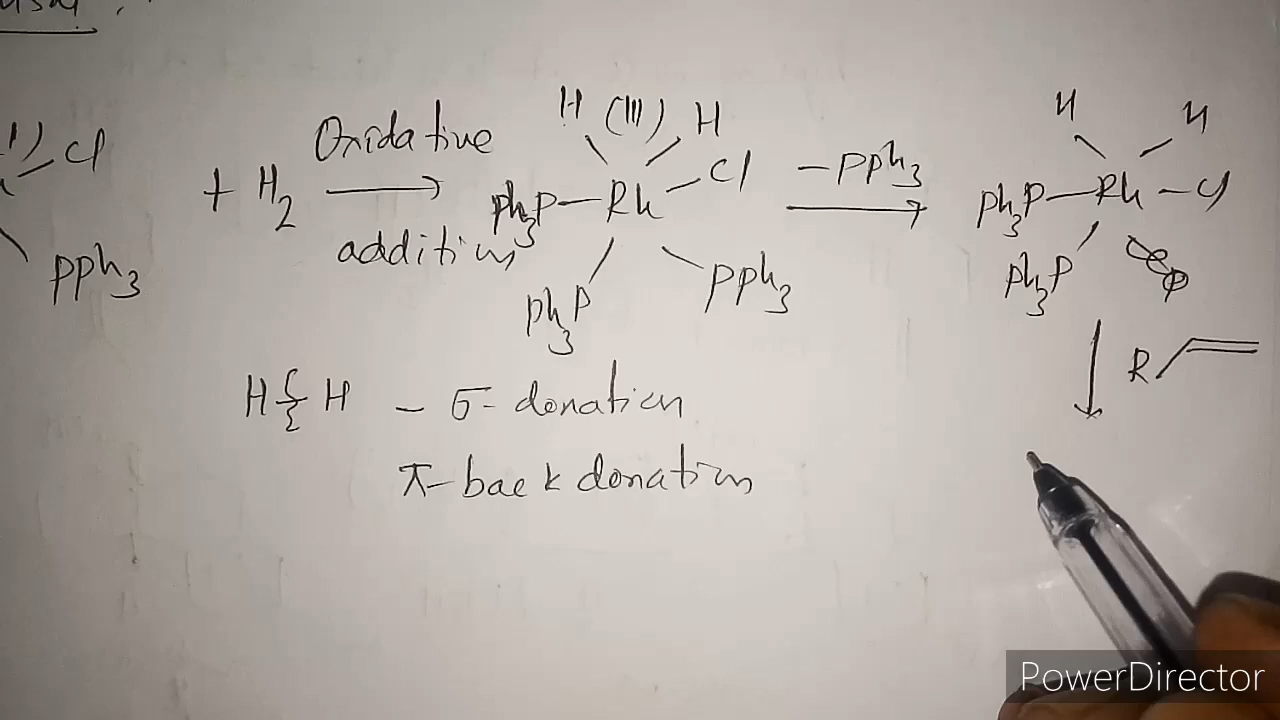 I) Cl
PPh3
+ H2
Oxidative
addition
H (III) H
Ph3P—Rh—Cl
Ph3P PPh3
–PPh3
H H
Ph3P—Rh—Cl
Ph3P
R
H H – σ-donation
π-back donation
PowerDirector